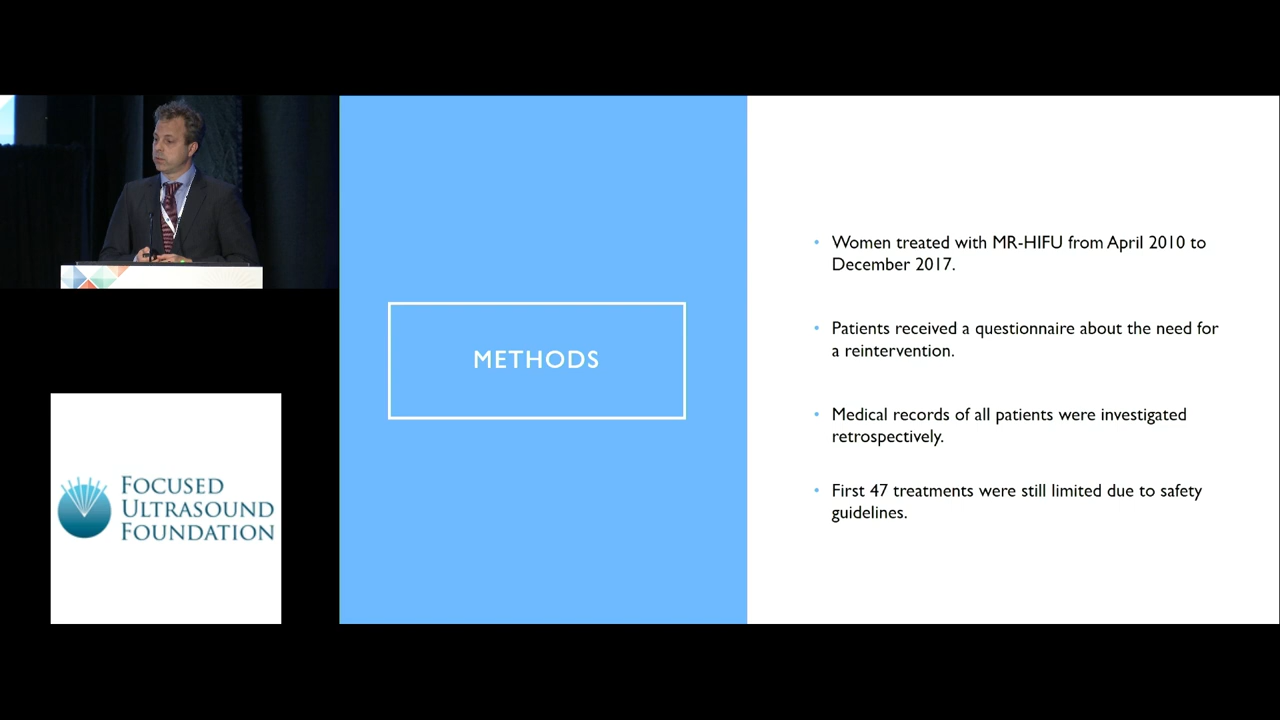 METHODS
• Women treated with MR-HIFU from April 2010 to
December 2017.
• Patients received a questionnaire about the need for
a reintervention.
• Medical records of all patients were investigated
retrospectively.
• First 47 treatments were still limited due to safety
guidelines.
FOCUSED
ULTRASOUND
FOUNDATION